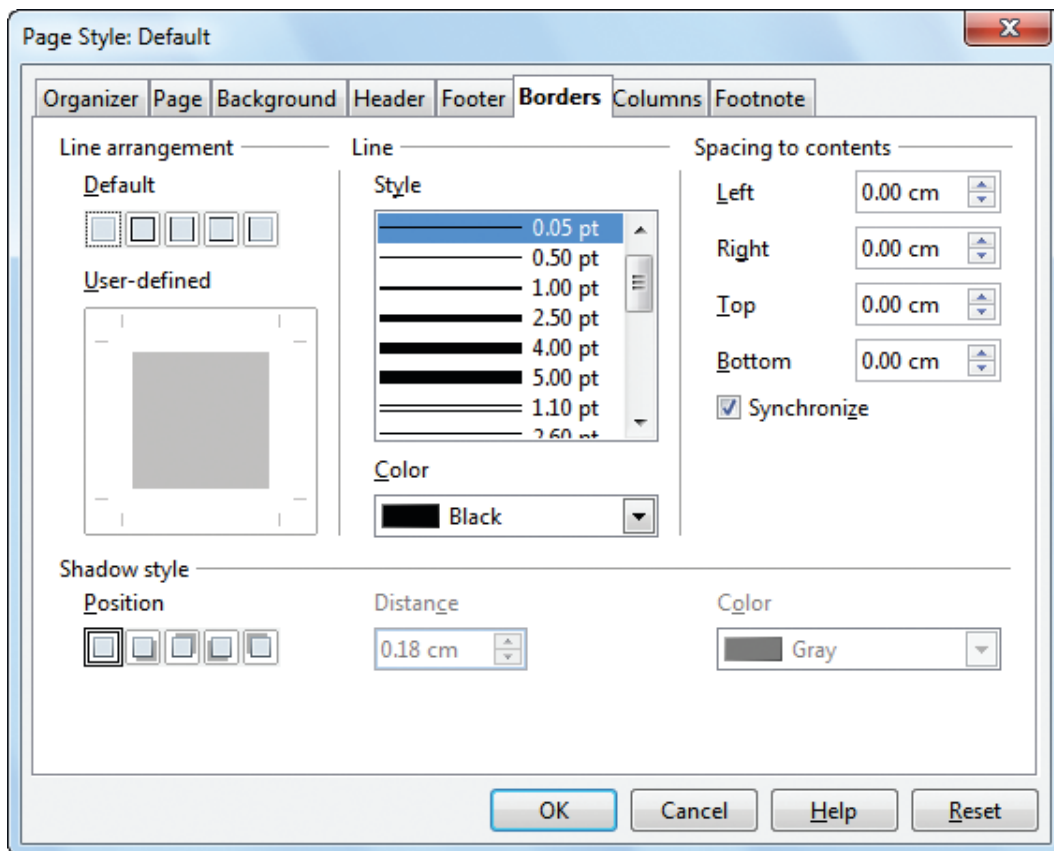 Page Style: Default
Organizer Page Background Header Footer Borders Columns Footnote
Line arrangement
Default
User-defined
Line
Style
0.05 pt
0.50 pt
1.00 pt
2.50 pt
4.00 pt
5.00 pt
1.10 pt
2.60 pt
Color
Black
Spacing to contents
Left 0.00 cm
Right 0.00 cm
Top 0.00 cm
Bottom 0.00 cm
Synchronize
Shadow style
Position
Distance
0.18 cm
Color
Gray
OK Cancel Help Reset